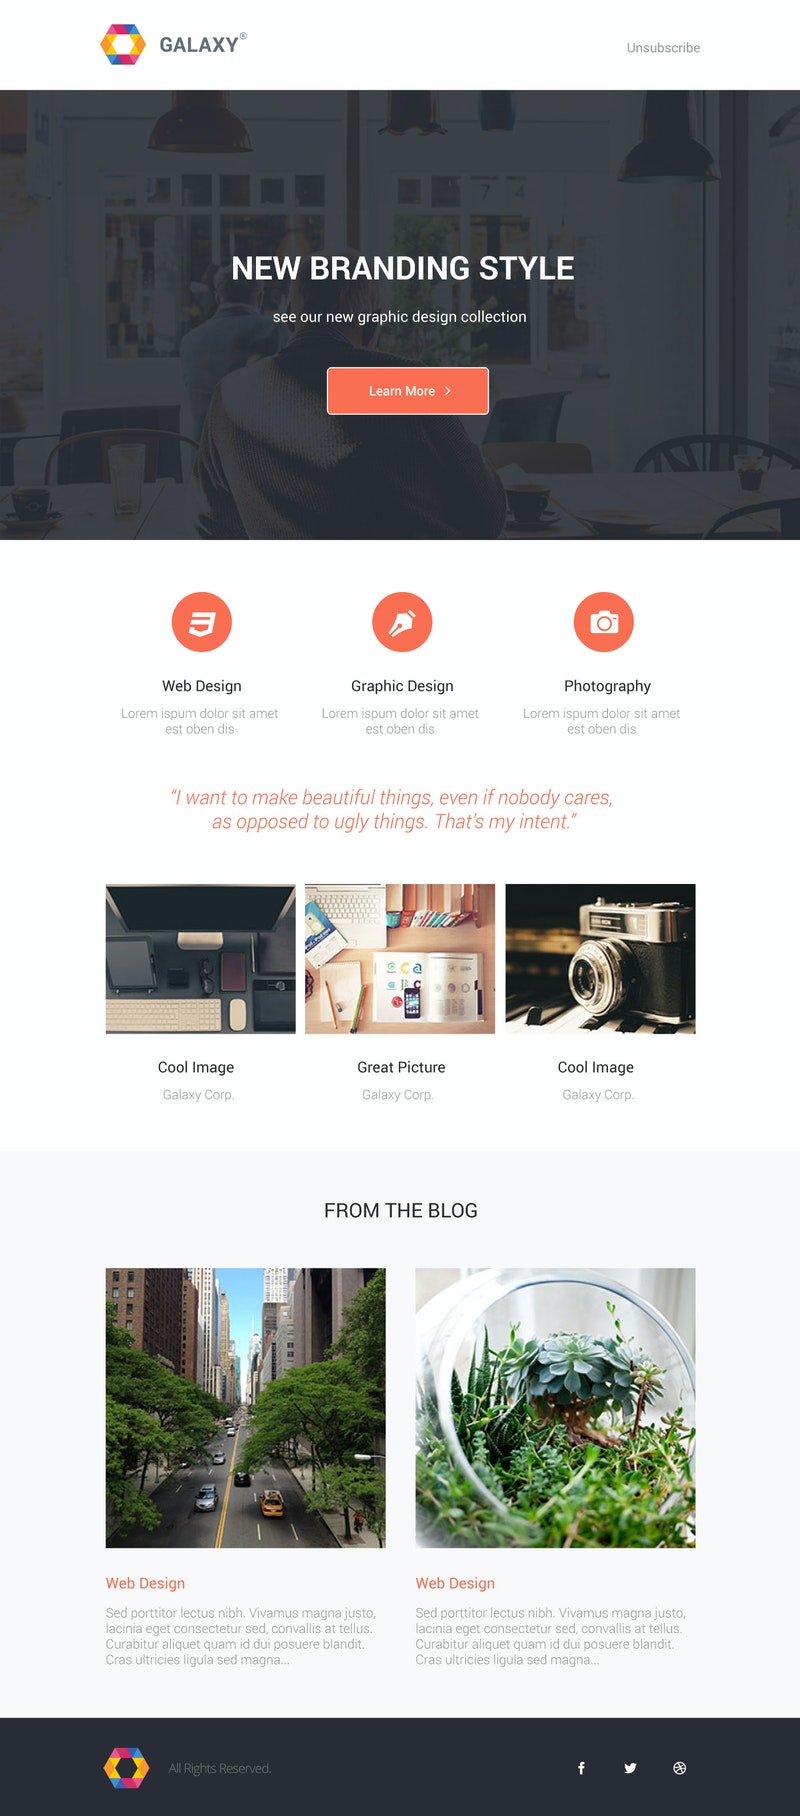 GALAXY®
Unsubscribe
7 4
NEW BRANDING STYLE
see our new graphic design collection
Learn More >
Web Design
Graphic Design
Photography
Lorem ispum dolor sit amet
est oben dis
Lorem ispum dolor sit amet
est oben dis
Lorem ispum dolor sit amet
est oben dis
“I want to make beautiful things, even if nobody cares,
as opposed to ugly things. That’s my intent.”
Cool Image
Galaxy Corp.
Great Picture
Galaxy Corp.
Cool Image
Galaxy Corp.
FROM THE BLOG
Web Design
Sed porttitor lectus nibh. Vivamus magna justo,
lacinia eget consectetur sed, convallis at tellus.
Curabitur aliquet quam id dui posuere blandit.
Cras ultricies ligula sed magna...
Web Design
Sed porttitor lectus nibh. Vivamus magna justo,
lacinia eget consectetur sed, convallis at tellus.
Curabitur aliquet quam id dui posuere blandit.
Cras ultricies ligula sed magna...
All Rights Reserved.